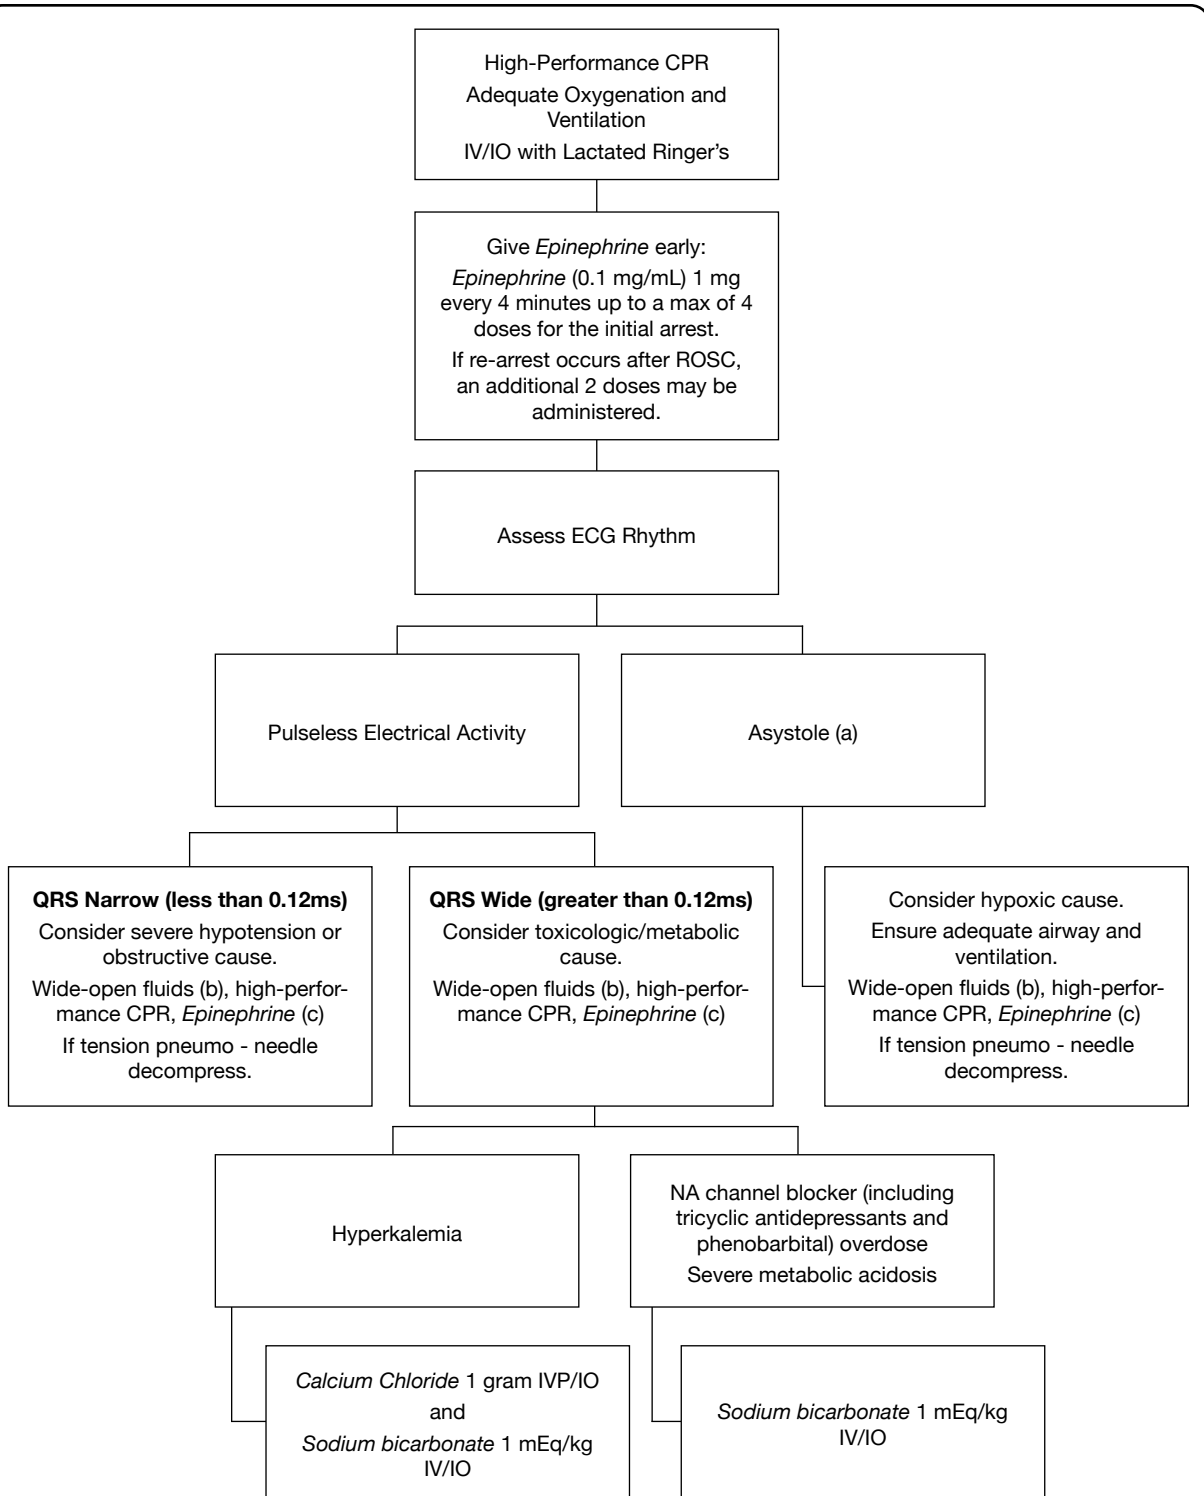 High-Performance CPR
Adequate Oxygenation and
Ventilation
IV/IO with Lactated Ringer's
Give Epinephrine early:
Epinephrine (0.1 mg/mL) 1 mg
every 4 minutes up to a max of 4
doses for the initial arrest.
If re-arrest occurs after ROSC,
an additional 2 doses may be
administered.
Assess ECG Rhythm
Pulseless Electrical Activity
Asystole (a)
QRS Narrow (less than 0.12ms)
Consider severe hypotension or
obstructive cause.
Wide-open fluids (b), high-perfor-
mance CPR, Epinephrine (c)
If tension pneumo - needle
decompress.
QRS Wide (greater than 0.12ms)
Consider toxicologic/metabolic
cause.
Wide-open fluids (b), high-perfor-
mance CPR, Epinephrine (c)
Consider hypoxic cause.
Ensure adequate airway and
ventilation.
Wide-open fluids (b), high-perfor-
mance CPR, Epinephrine (c)
If tension pneumo - needle
decompress.
Hyperkalemia
NA channel blocker (including
tricyclic antidepressants and
phenobarbital) overdose
Severe metabolic acidosis
Calcium Chloride 1 gram IVP/IO
and
Sodium bicarbonate 1 mEq/kg
IV/IO
Sodium bicarbonate 1 mEq/kg
IV/IO